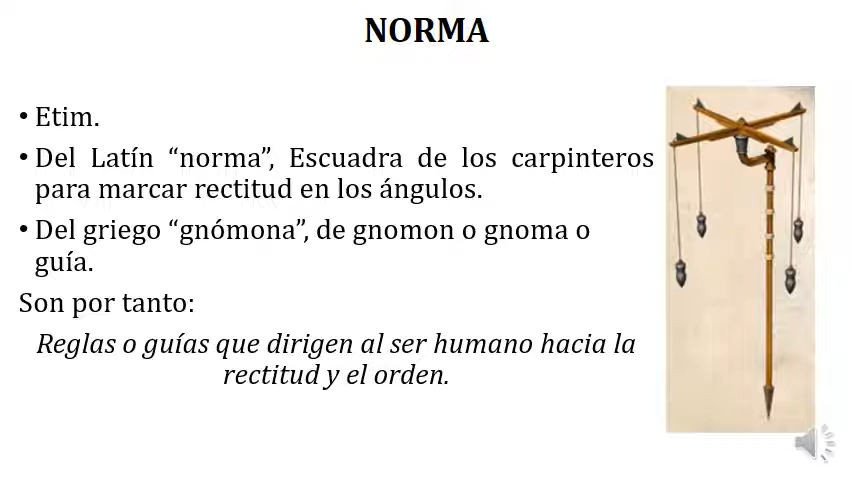 NORMA
• Etim.
• Del Latín “norma”, Escuadra de los carpinteros
para marcar rectitud en los ángulos.
• Del griego “gnómona”, de gnomon o gnoma o
guía.
Son por tanto:
Reglas o guías que dirigen al ser humano hacia la
rectitud y el orden.